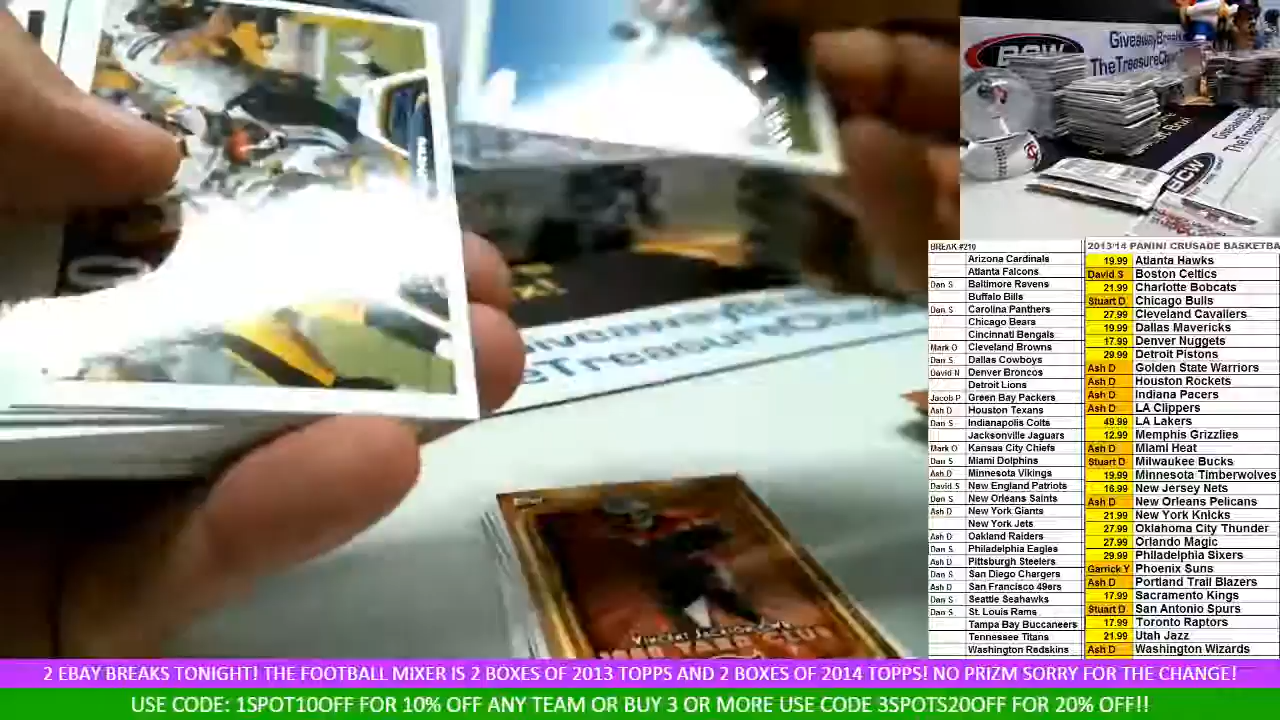 BCW
GiveawayBreak
TheTreasureCh
BCW
BREAK #210
Arizona Cardinals
Atlanta Falcons
Dan S Baltimore Ravens
Buffalo Bills
Dan S Carolina Panthers
Chicago Bears
Cincinnati Bengals
Mark O Cleveland Browns
Dan S Dallas Cowboys
David N Denver Broncos
Detroit Lions
Jacob P Green Bay Packers
Ash D Houston Texans
Dan S Indianapolis Colts
Jacksonville Jaguars
Mark O Kansas City Chiefs
Dan S Miami Dolphins
Ash D Minnesota Vikings
David S New England Patriots
Dan S New Orleans Saints
Ash D New York Giants
New York Jets
Ash D Oakland Raiders
Dan S Philadelphia Eagles
Ash D Pittsburgh Steelers
Dan S San Diego Chargers
Ash D San Francisco 49ers
Dan S Seattle Seahawks
Dan S St. Louis Rams
Tampa Bay Buccaneers
Tennessee Titans
Washington Redskins
2013/14 PANINI CRUSADE BASKETBA
19.99 Atlanta Hawks
David S Boston Celtics
21.99 Charlotte Bobcats
Stuart D Chicago Bulls
27.99 Cleveland Cavaliers
19.99 Dallas Mavericks
17.99 Denver Nuggets
29.99 Detroit Pistons
Ash D Golden State Warriors
Ash D Houston Rockets
Ash D Indiana Pacers
Ash D LA Clippers
49.99 LA Lakers
12.99 Memphis Grizzlies
Ash D Miami Heat
Stuart D Milwaukee Bucks
19.99 Minnesota Timberwolves
16.99 New Jersey Nets
Ash D New Orleans Pelicans
21.99 New York Knicks
27.99 Oklahoma City Thunder
27.99 Orlando Magic
29.99 Philadelphia Sixers
Garrick Y Phoenix Suns
Ash D Portland Trail Blazers
17.99 Sacramento Kings
Stuart D San Antonio Spurs
17.99 Toronto Raptors
21.99 Utah Jazz
Ash D Washington Wizards
Vincent Jackson
1000 YARD CLUB
2 EBAY BREAKS TONIGHT! THE FOOTBALL MIXER IS 2 BOXES OF 2013 TOPPS AND 2 BOXES OF 2014 TOPPS! NO PRIZM SORRY FOR THE CHANGE!
USE CODE: 1SPOT10OFF FOR 10% OFF ANY TEAM OR BUY 3 OR MORE USE CODE 3SPOTS20OFF FOR 20% OFF!!